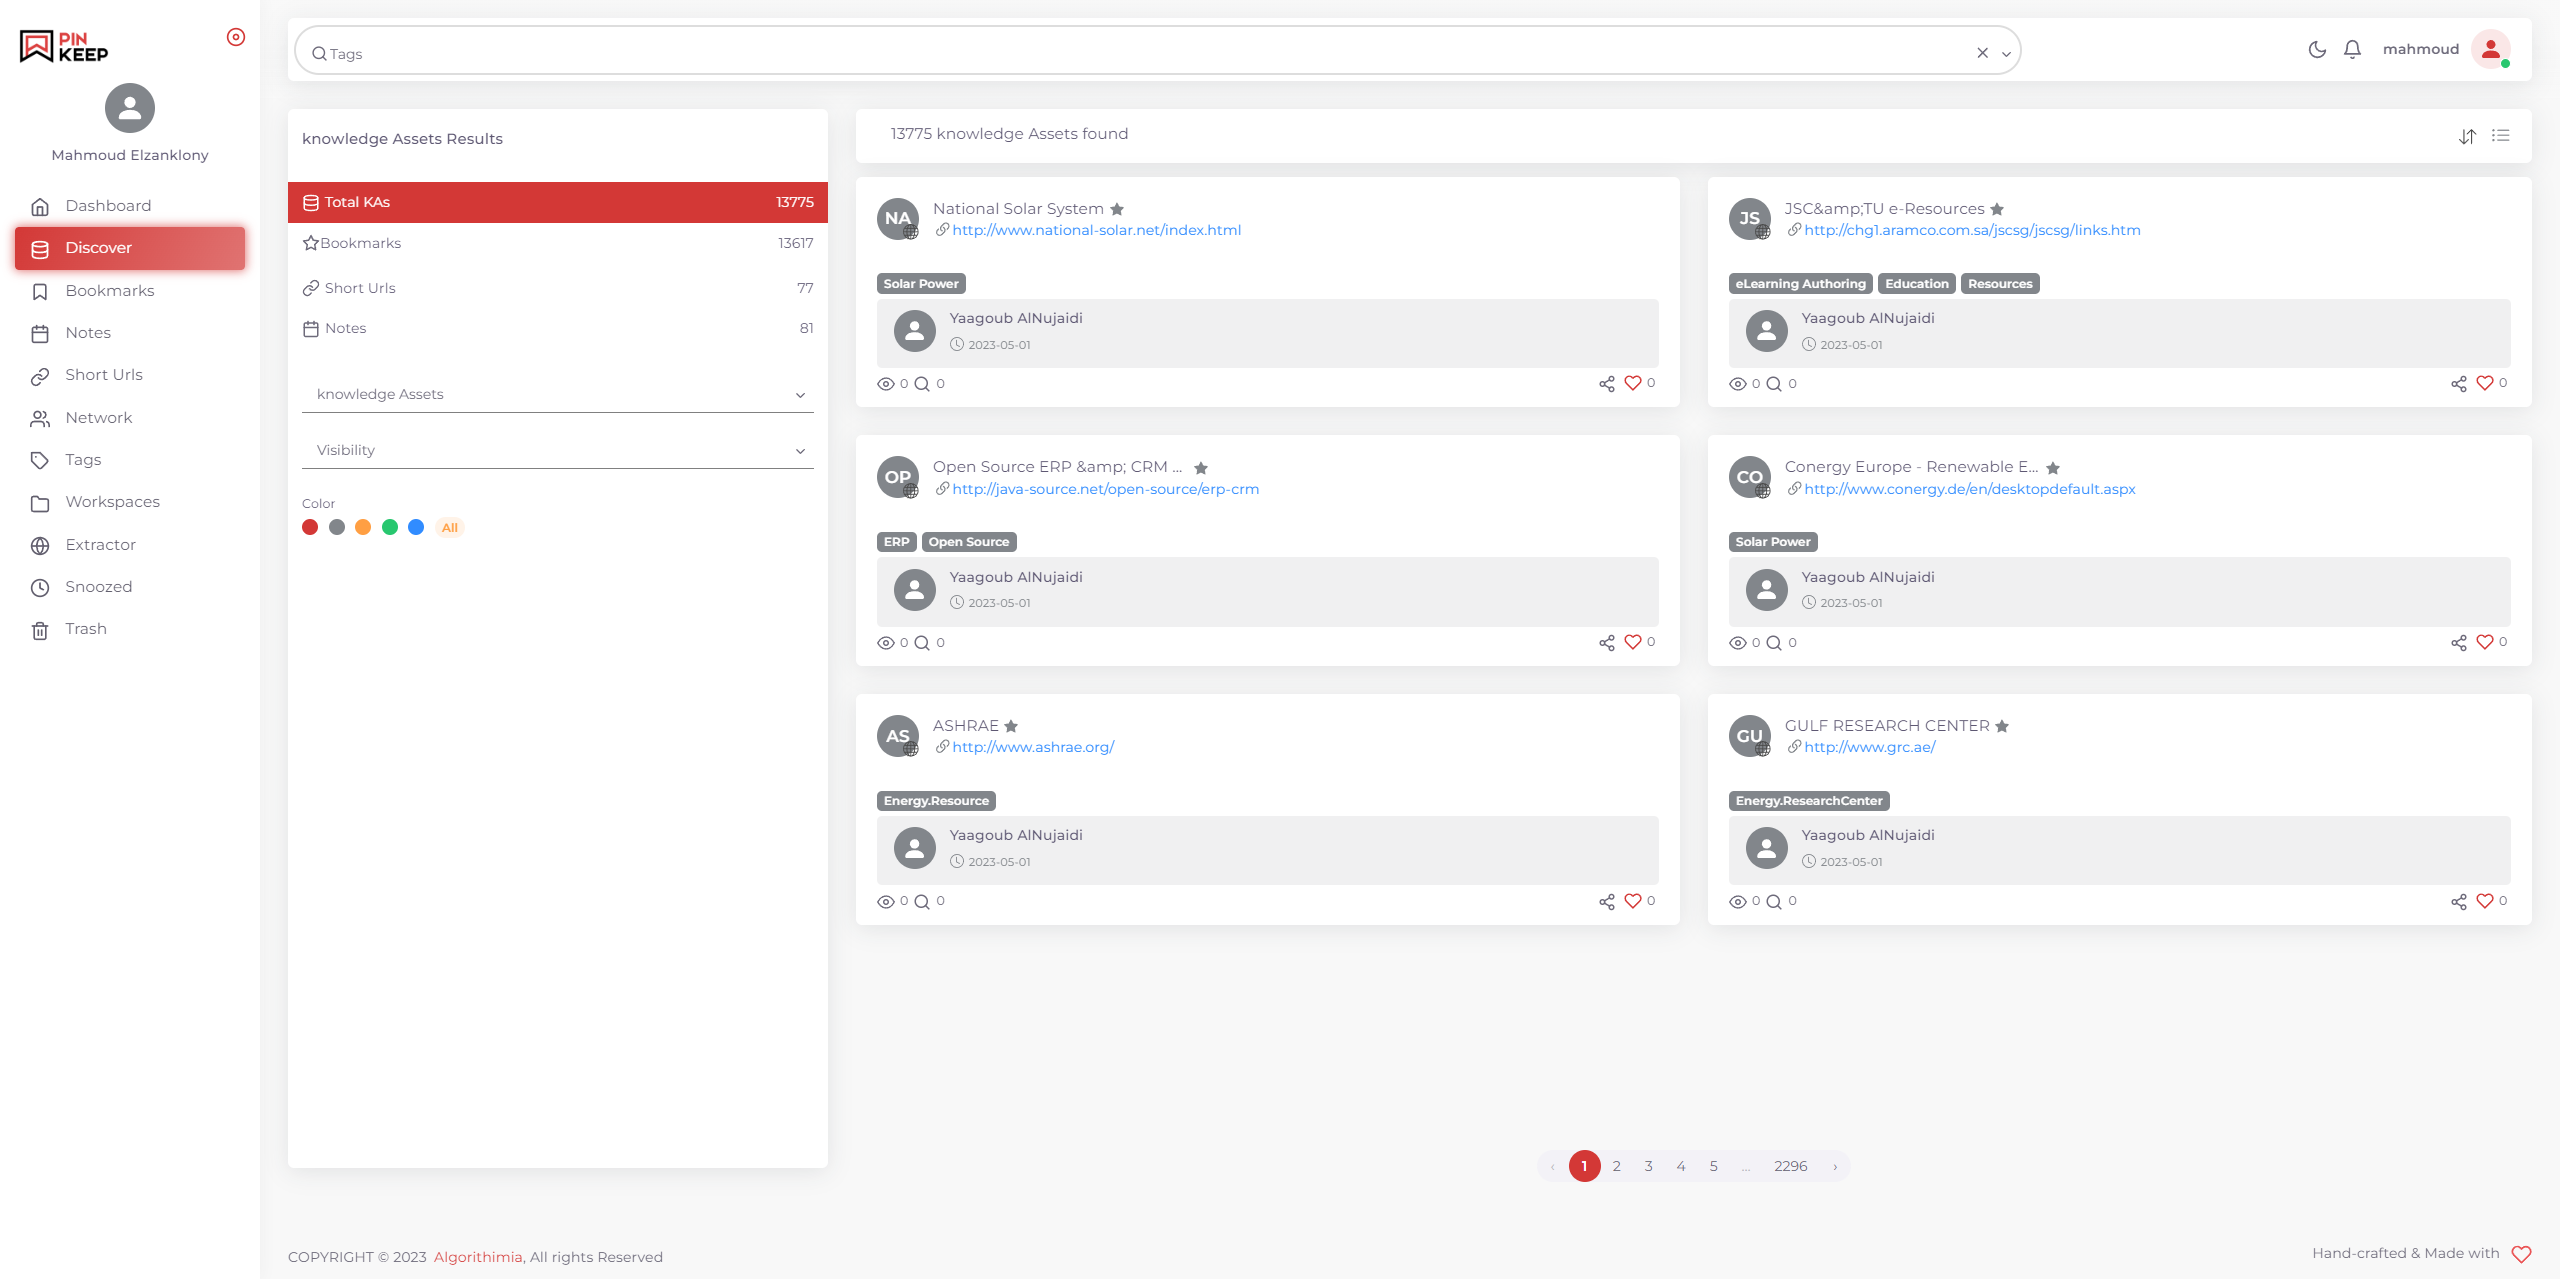 PIN
KEEP
Mahmoud Elzanklony
Dashboard
Discover
Bookmarks
Notes
Short Urls
Network
Tags
Workspaces
Extractor
Snoozed
Trash
Tags
mahmoud
knowledge Assets Results
Total KAs 13775
Bookmarks 13617
Short Urls 77
Notes 81
knowledge Assets
Visibility
Color
All
13775 knowledge Assets found
NA
National Solar System
http://www.national-solar.net/index.html
Solar Power
Yaagoub AlNujaidi
2023-05-01
0 0 0
JS
JSC&amp;TU e-Resources
http://chg1.aramco.com.sa/jscsg/jscsg/links.htm
eLearning Authoring Education Resources
Yaagoub AlNujaidi
2023-05-01
0 0 0
OP
Open Source ERP &amp; CRM ...
http://java-source.net/open-source/erp-crm
ERP Open Source
Yaagoub AlNujaidi
2023-05-01
0 0 0
CO
Conergy Europe - Renewable E...
http://www.conergy.de/en/desktopdefault.aspx
Solar Power
Yaagoub AlNujaidi
2023-05-01
0 0 0
AS
ASHRAE
http://www.ashrae.org/
Energy.Resource
Yaagoub AlNujaidi
2023-05-01
0 0 0
GU
GULF RESEARCH CENTER
http://www.grc.ae/
Energy.ResearchCenter
Yaagoub AlNujaidi
2023-05-01
0 0 0
‹ 1 2 3 4 5 ... 2296 ›
COPYRIGHT © 2023 Algorithimia, All rights Reserved
Hand-crafted & Made with